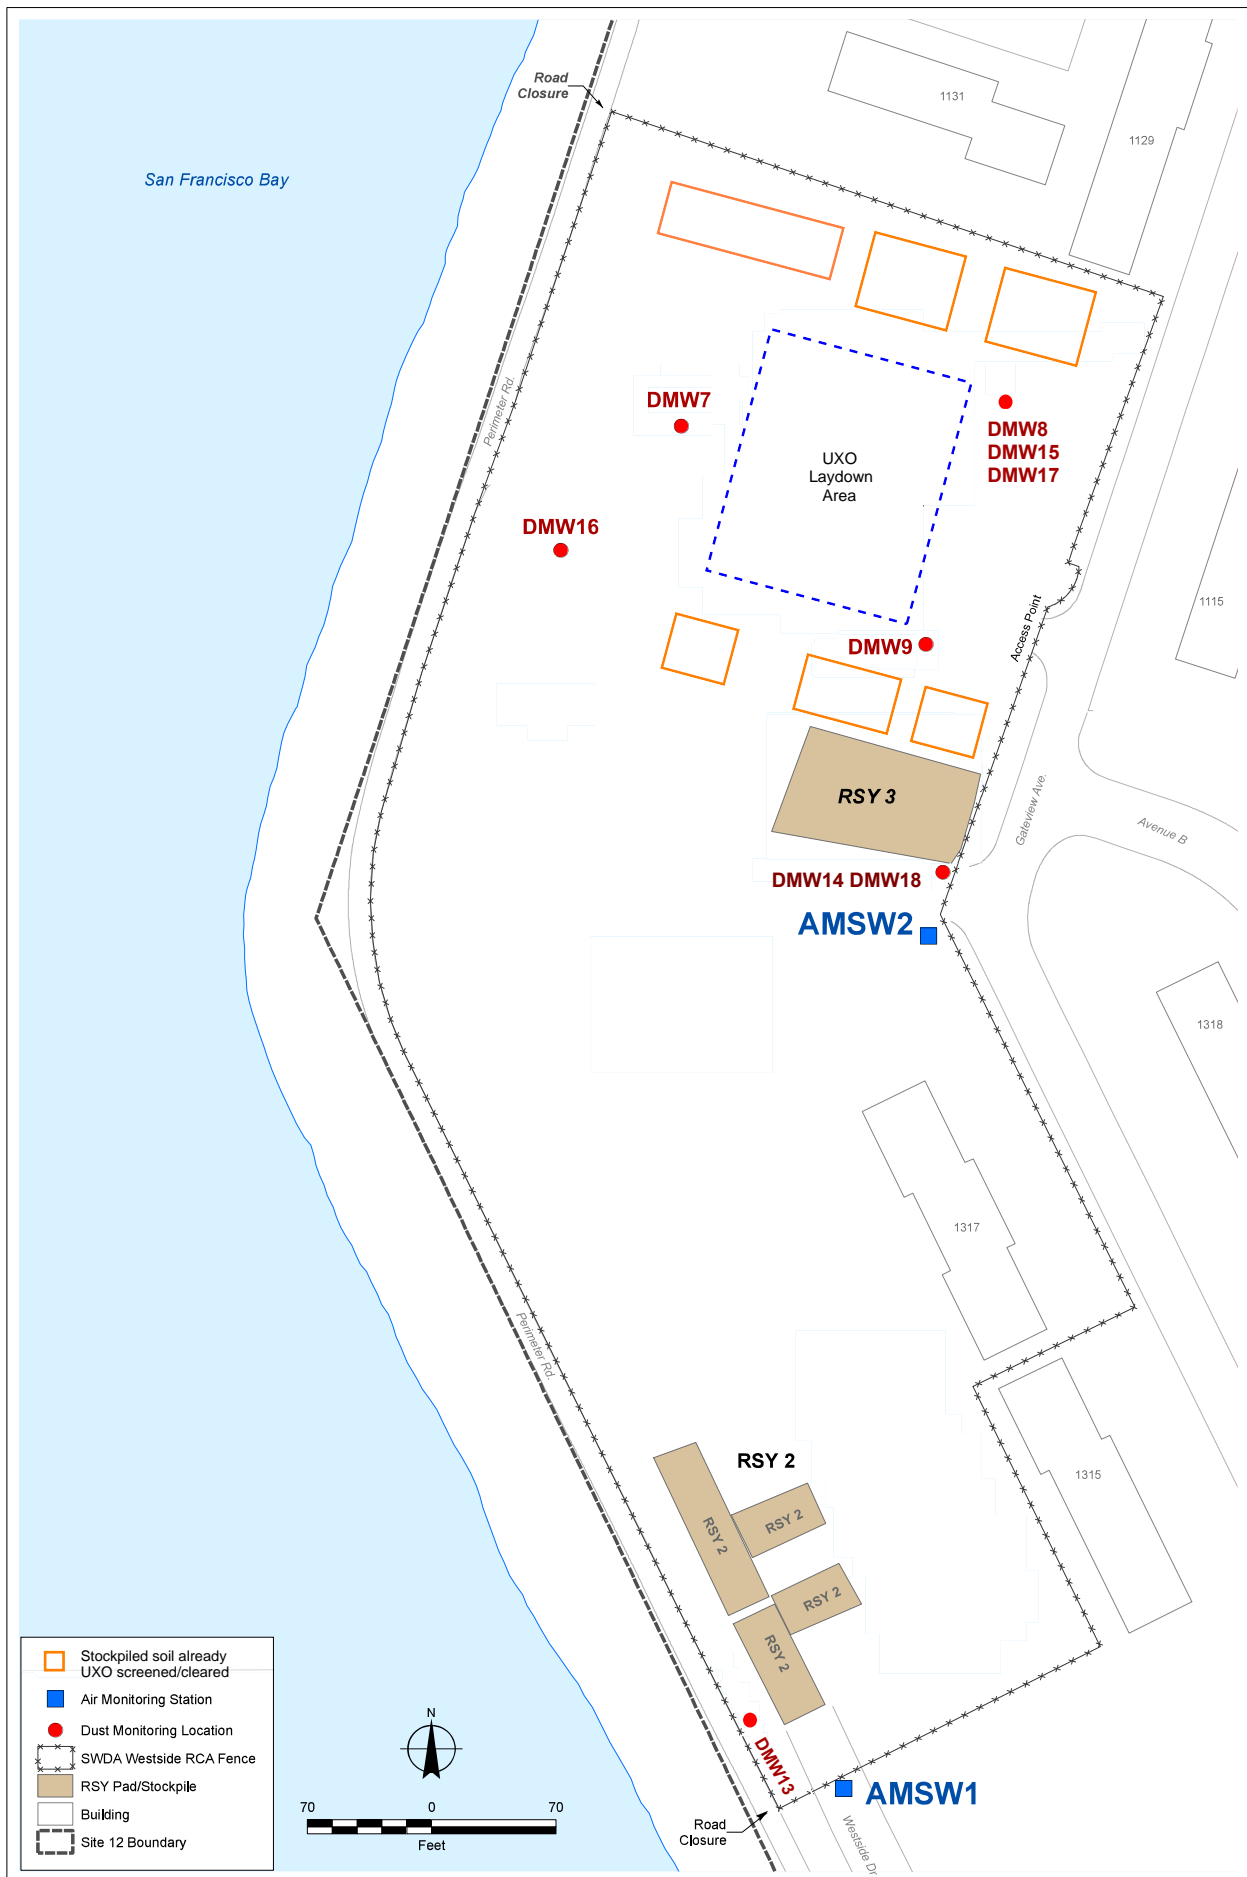 Road
Closure
1131
1129
San Francisco Bay
Perimeter Rd.
DMW7
DMW8
DMW15
DMW17
UXO
Laydown
Area
DMW16
1115
Access Point
DMW9
RSY 3
Gateview Ave.
Avenue B
DMW14 DMW18
AMSW2
1318
1317
Perimeter Rd.
RSY 2
1315
RSY 2
RSY 2
RSY 2
RSY 2
DMW13
AMSW1
Road
Closure
Westside Dr
Stockpiled soil already
UXO screened/cleared
Air Monitoring Station
Dust Monitoring Location
SWDA Westside RCA Fence
RSY Pad/Stockpile
Building
Site 12 Boundary
N
70 0 70
Feet